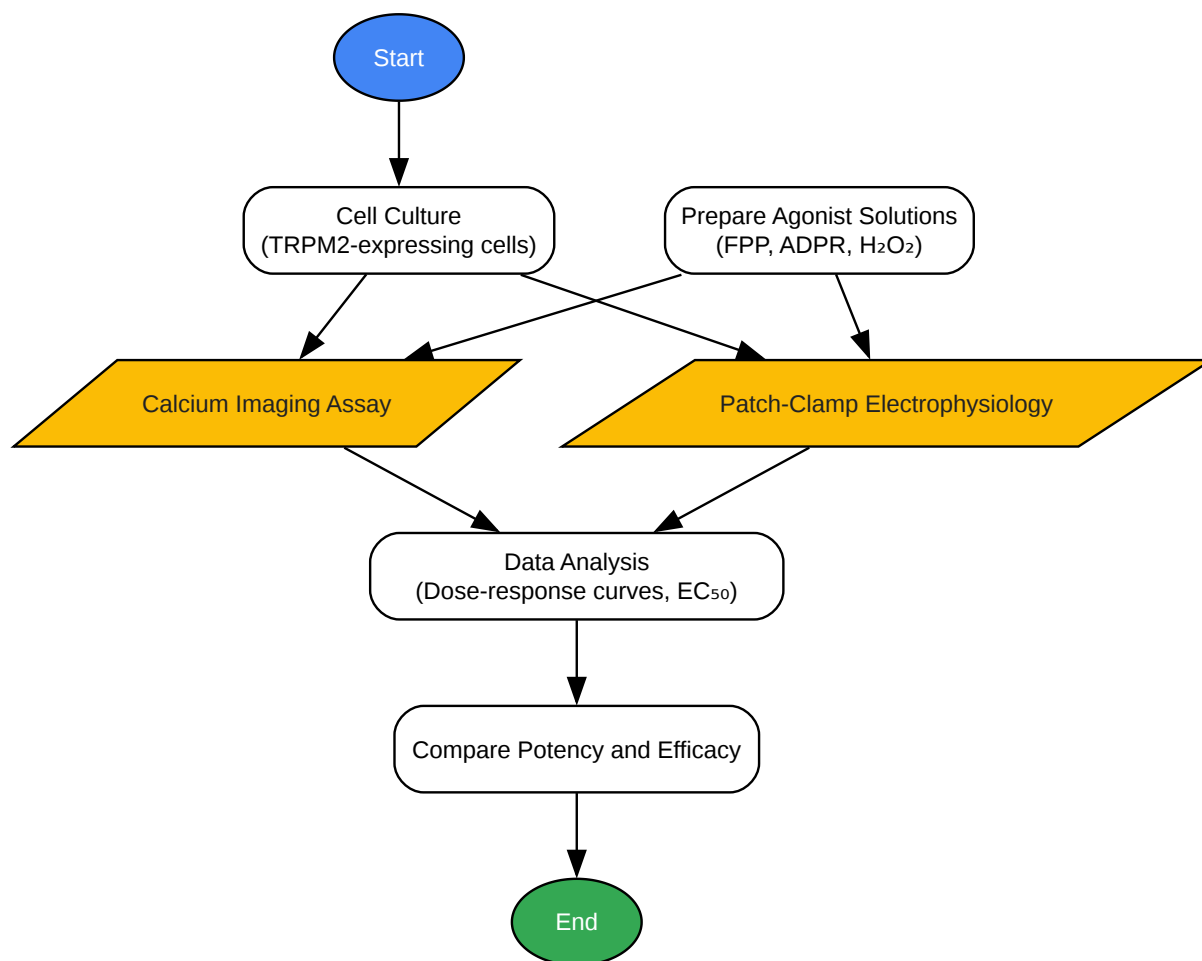 Start
Cell Culture
(TRPM2-expressing cells)
Prepare Agonist Solutions
(FPP, ADPR, H₂O₂)
Calcium Imaging Assay
Patch-Clamp Electrophysiology
Data Analysis
(Dose-response curves, EC₅₀)
Compare Potency and Efficacy
End